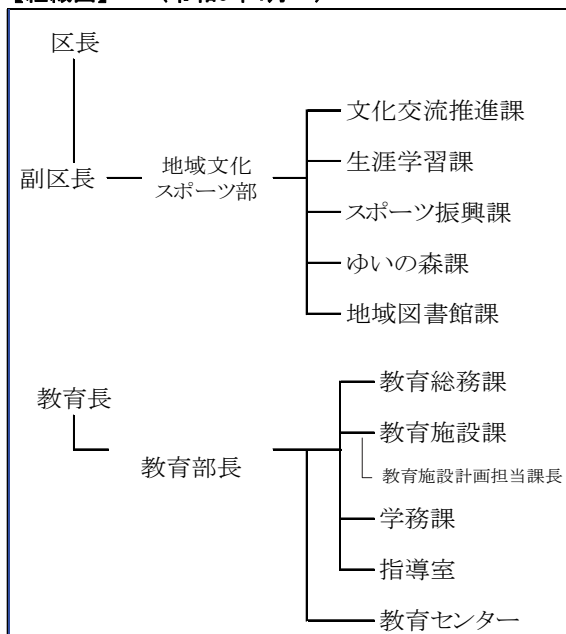 区長
副区長
地域文化
スポーツ部
文化交流推進課
生涯学習課
スポーツ振興課
ゆいの森課
地域図書館課
教育長
教育部長
教育総務課
教育施設課
教育施設計画担当課長
学務課
指導室
教育センター